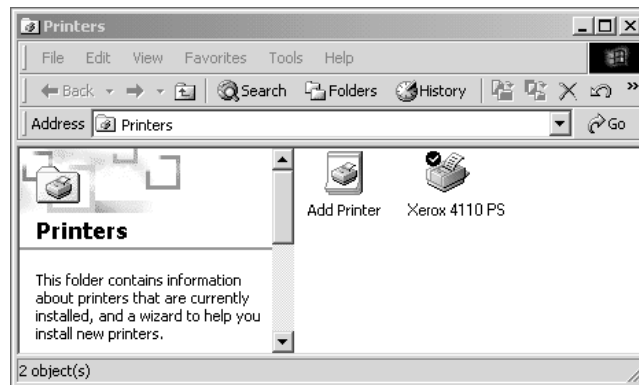 Printers
File Edit View Favorites Tools Help
Back Search Folders History »
Address Printers Go
Add Printer Xerox 4110 PS
Printers
This folder contains information
about printers that are currently
installed, and a wizard to help you
install new printers.
2 object(s)